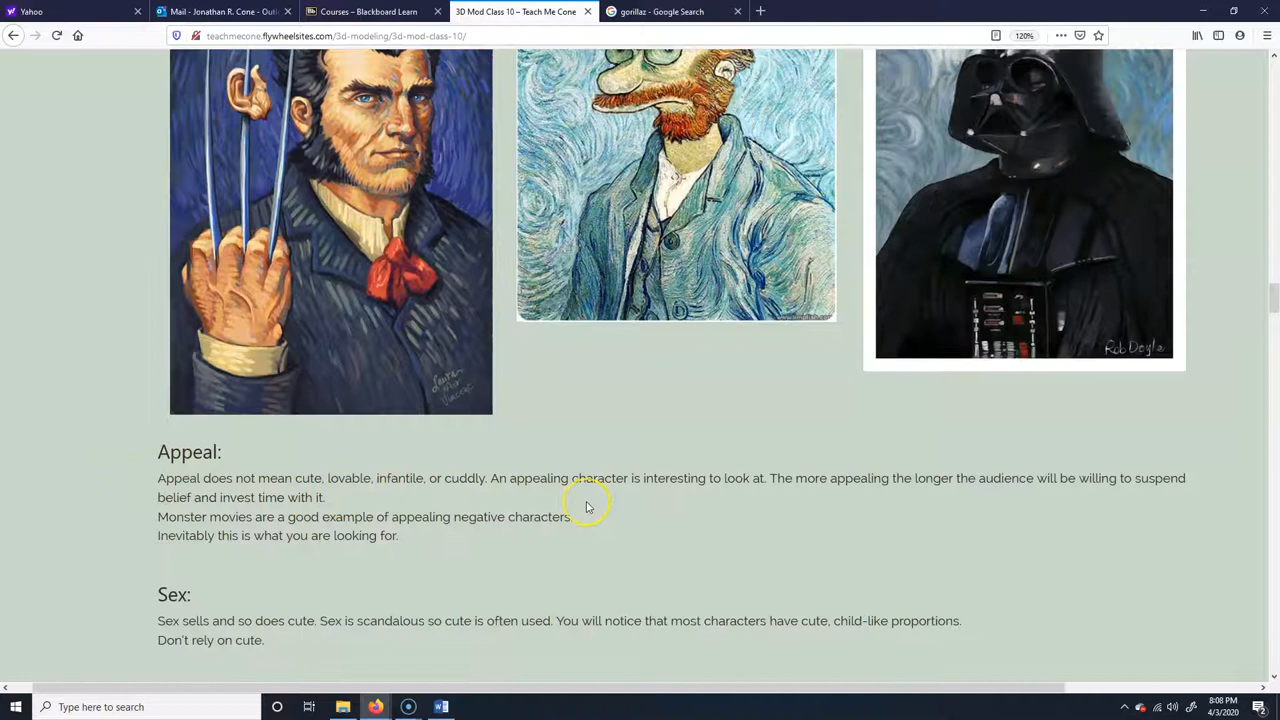 Yahoo
Mail - Jonathan R. Cone - Outl
Courses – Blackboard Learn
3D Mod Class 10 – Teach Me Cone
gorillaz - Google Search
teachmecone.flywheelsites.com/3d-modeling/3d-mod-class-10/
120%
Rob Doyle
Appeal:
Appeal does not mean cute, lovable, infantile, or cuddly. An appealing character is interesting to look at. The more appealing the longer the audience will be willing to suspend
belief and invest time with it.
Monster movies are a good example of appealing negative characters.
Inevitably this is what you are looking for.
Sex:
Sex sells and so does cute. Sex is scandalous so cute is often used. You will notice that most characters have cute, child-like proportions.
Don't rely on cute.
Type here to search
8:08 PM
4/3/2020